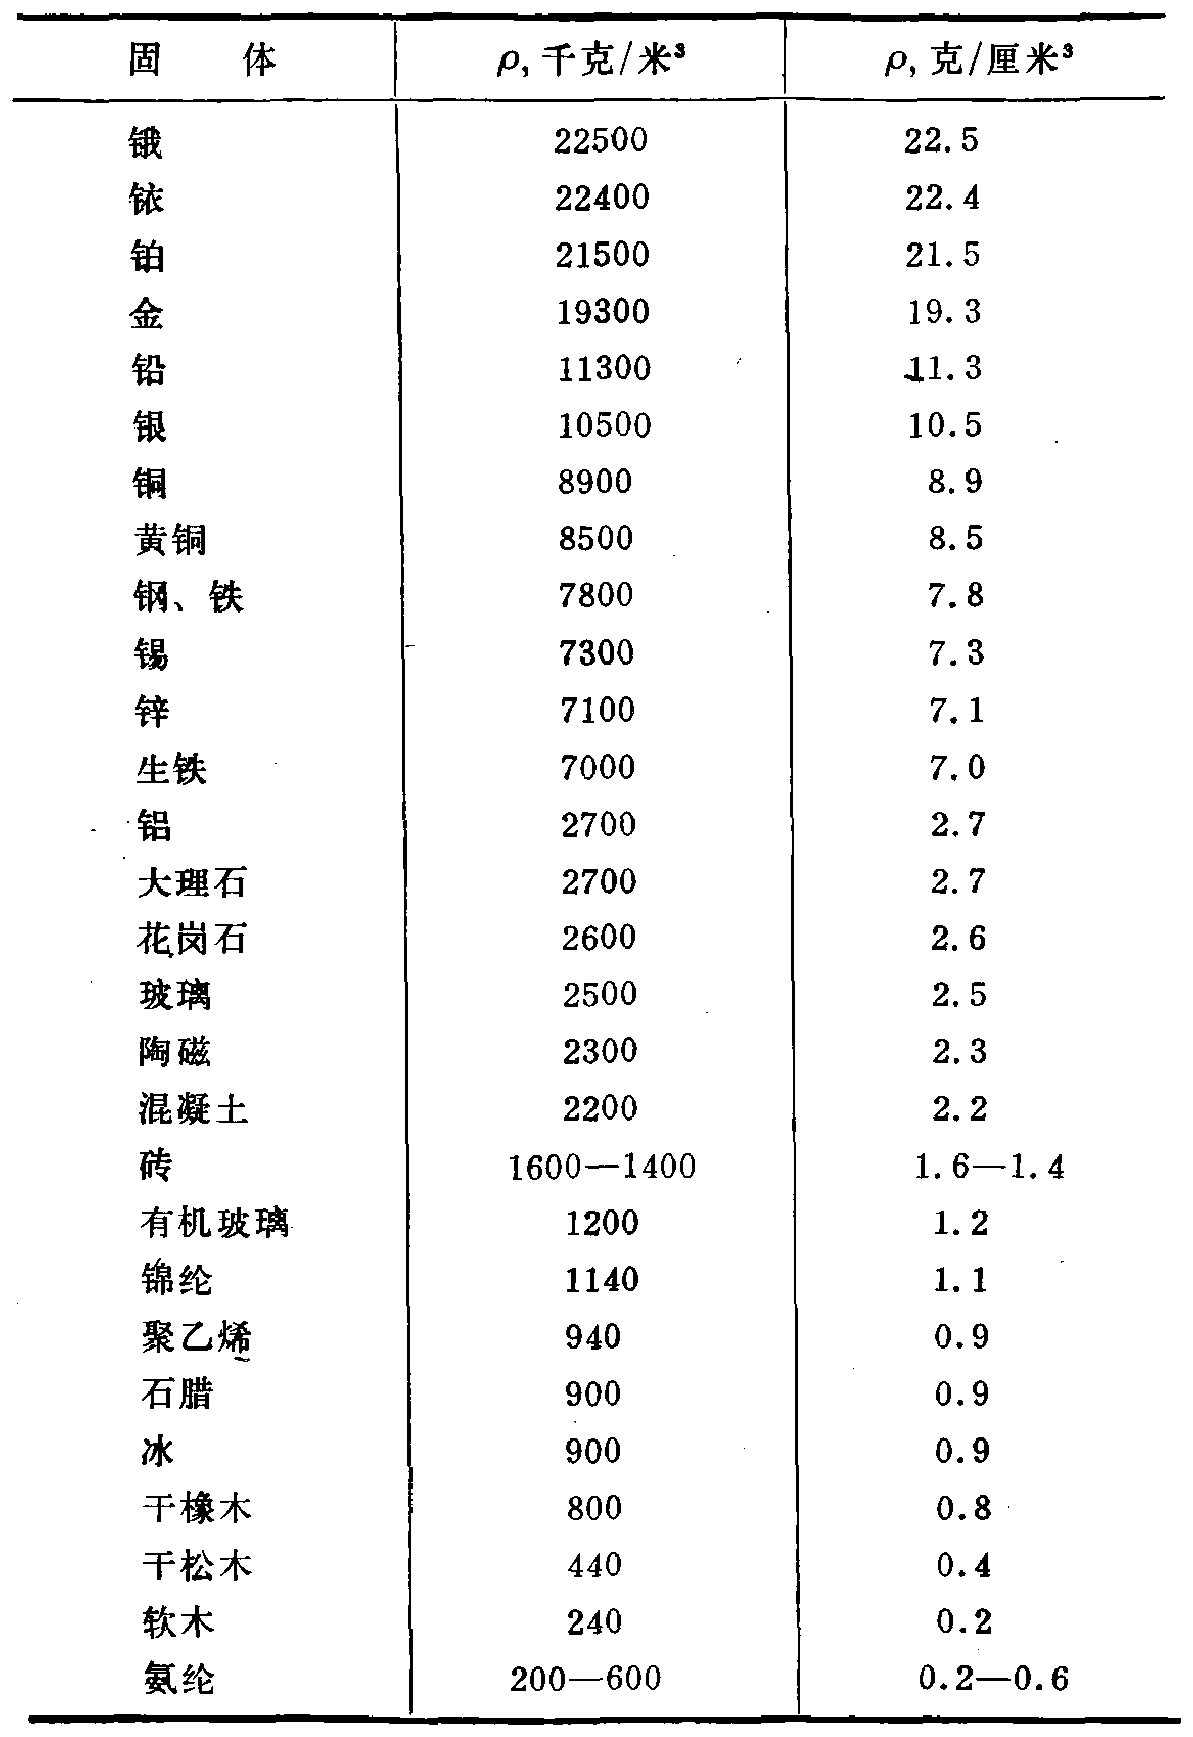 固 体 ρ, 千克/米³ ρ, 克/厘米³
锇 22500 22.5
铱 22400 22.4
铂 21500 21.5
金 19300 19.3
铅 11300 11.3
银 10500 10.5
铜 8900 8.9
黄铜 8500 8.5
钢、铁 7800 7.8
锡 7300 7.3
锌 7100 7.1
生铁 7000 7.0
铝 2700 2.7
大理石 2700 2.7
花岗石 2600 2.6
玻璃 2500 2.5
陶磁 2300 2.3
混凝土 2200 2.2
砖 1600—1400 1.6—1.4
有机玻璃 1200 1.2
锦纶 1140 1.1
聚乙烯 940 0.9
石腊 900 0.9
冰 900 0.9
干橡木 800 0.8
干松木 440 0.4
软木 240 0.2
氨纶 200—600 0.2—0.6